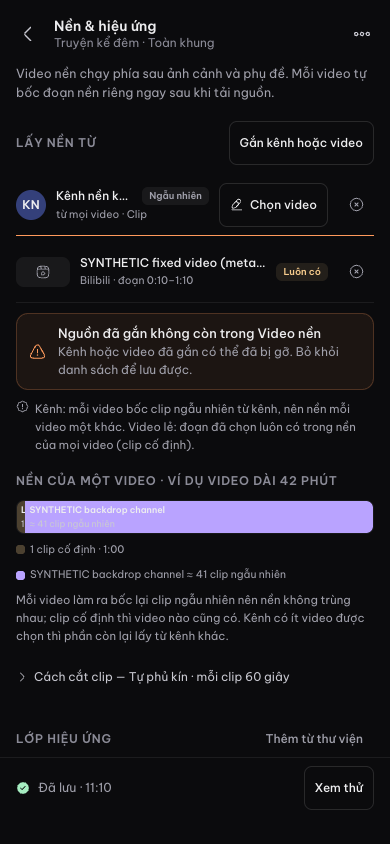 Nền & hiệu ứng
Truyện kể đêm · Toàn khung
Video nền chạy phía sau ảnh cảnh và phụ đề. Mỗi video tự
bốc đoạn nền riêng ngay sau khi tải nguồn.
LẤY NỀN TỪ
Gắn kênh hoặc video
KN
Kênh nền k...
Ngẫu nhiên
từ mọi video · Clip
Chọn video
SYNTHETIC fixed video (meta...
Bilibili · đoạn 0:10–1:10
Luôn có
Nguồn đã gắn không còn trong Video nền
Kênh hoặc video đã gắn có thể đã bị gỡ. Bỏ khỏi
danh sách để lưu được.
Kênh: mỗi video bốc clip ngẫu nhiên từ kênh, nên nền mỗi
video một khác. Video lẻ: đoạn đã chọn luôn có trong nền
của mọi video (clip cố định).
NỀN CỦA MỘT VIDEO · VÍ DỤ VIDEO DÀI 42 PHÚT
L SYNTHETIC backdrop channel
1 ≈ 41 clip ngẫu nhiên
1 clip cố định · 1:00
SYNTHETIC backdrop channel ≈ 41 clip ngẫu nhiên
Mỗi video làm ra bốc lại clip ngẫu nhiên nên nền không trùng
nhau; clip cố định thì video nào cũng có. Kênh có ít video được
chọn thì phần còn lại lấy từ kênh khác.
Cách cắt clip — Tự phủ kín · mỗi clip 60 giây
LỚP HIỆU ỨNG
Thêm từ thư viện
Đã lưu · 11:10
Xem thử